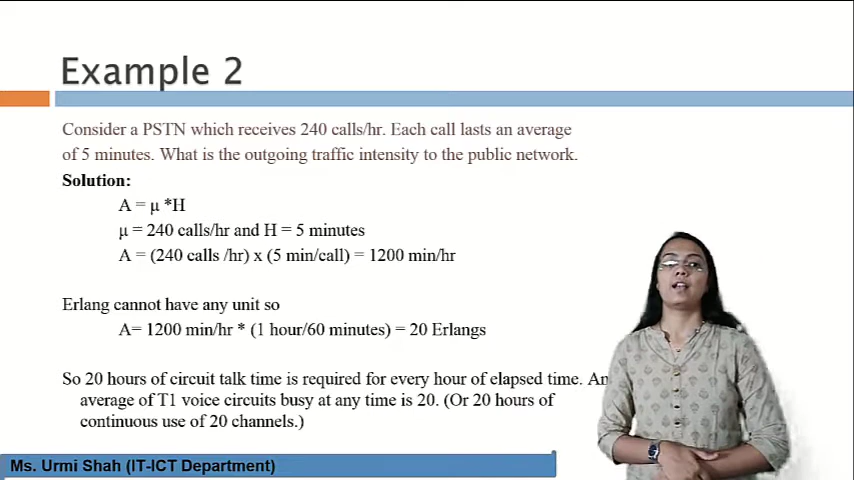 Example 2
Consider a PSTN which receives 240 calls/hr. Each call lasts an average
of 5 minutes. What is the outgoing traffic intensity to the public network.
Solution:
A = μ *H
μ = 240 calls/hr and H = 5 minutes
A = (240 calls /hr) x (5 min/call) = 1200 min/hr
Erlang cannot have any unit so
A= 1200 min/hr * (1 hour/60 minutes) = 20 Erlangs
So 20 hours of circuit talk time is required for every hour of elapsed time. An
average of T1 voice circuits busy at any time is 20. (Or 20 hours of
continuous use of 20 channels.)
Ms. Urmi Shah (IT-ICT Department)